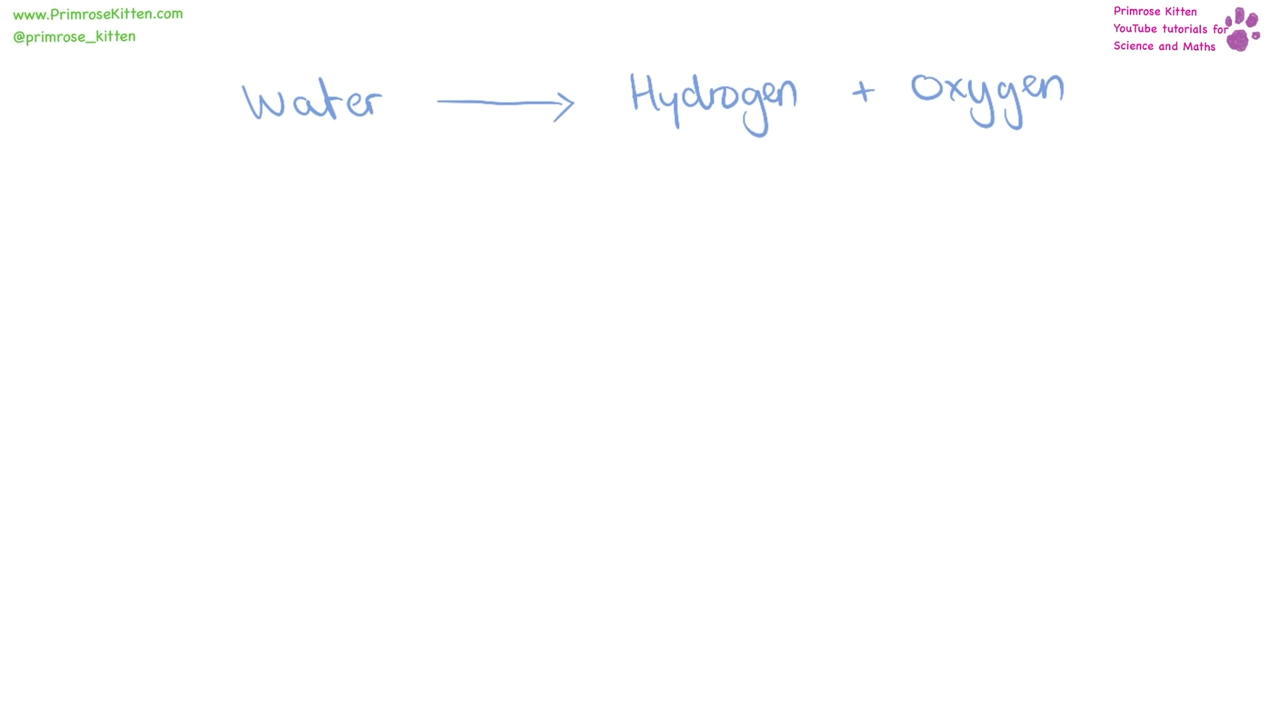 www.PrimroseKitten.com
@primrose_kitten
Primrose Kitten
YouTube tutorials for
Science and Maths
Water → Hydrogen + Oxygen